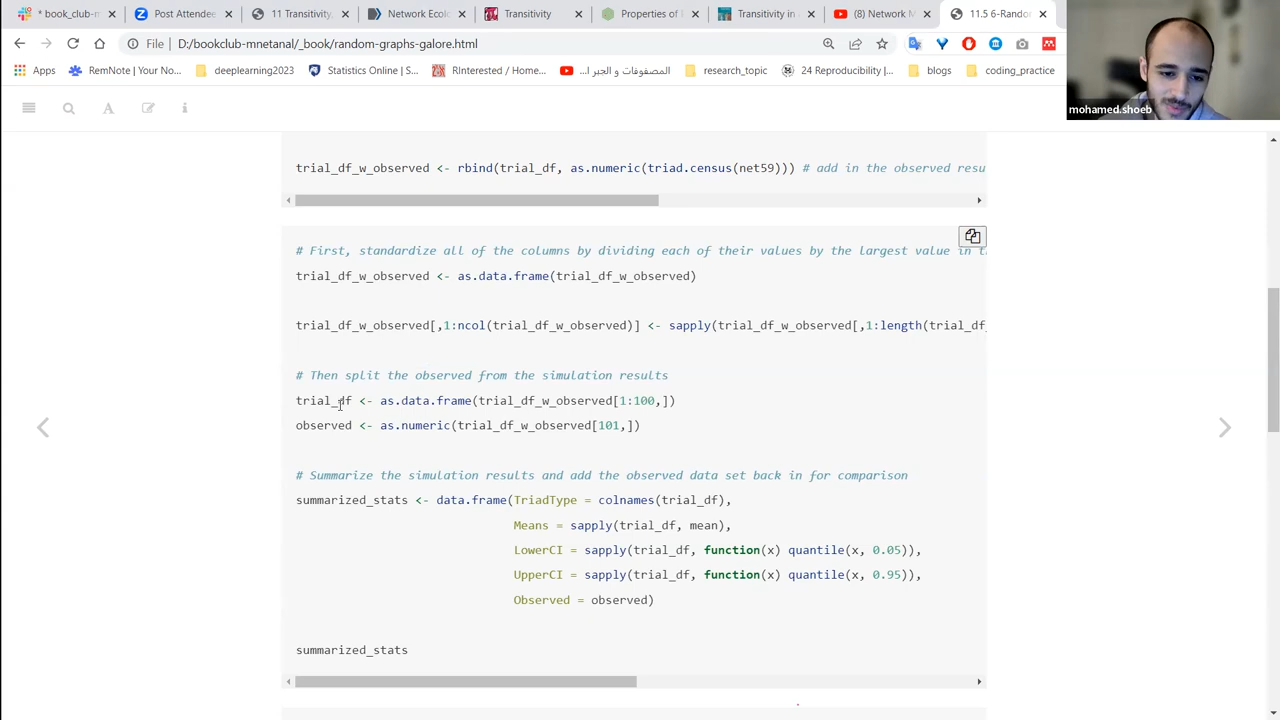 * book_club-m
Post Attendee
11 Transitivity,
Network Ecol
Transitivity
Properties of
Transitivity in
(8) Network M
11.5 6-Rando
File
D:/bookclub-mnetanal/_book/random-graphs-galore.html
Apps
RemNote | Your No...
deeplearning2023
Statistics Online | S...
RInterested / Home...
المصفوفات و الجبر ا...
research_topic
24 Reproducibility |...
blogs
coding_practice
mohamed.shoeb
trial_df_w_observed <- rbind(trial_df, as.numeric(triad.census(net59))) # add in the observed resu
# First, standardize all of the columns by dividing each of their values by the largest value in t
trial_df_w_observed <- as.data.frame(trial_df_w_observed)
trial_df_w_observed[,1:ncol(trial_df_w_observed)] <- sapply(trial_df_w_observed[,1:length(trial_df_
# Then split the observed from the simulation results
trial_df <- as.data.frame(trial_df_w_observed[1:100,])
observed <- as.numeric(trial_df_w_observed[101,])
# Summarize the simulation results and add the observed data set back in for comparison
summarized_stats <- data.frame(TriadType = colnames(trial_df),
Means = sapply(trial_df, mean),
LowerCI = sapply(trial_df, function(x) quantile(x, 0.05)),
UpperCI = sapply(trial_df, function(x) quantile(x, 0.95)),
Observed = observed)
summarized_stats